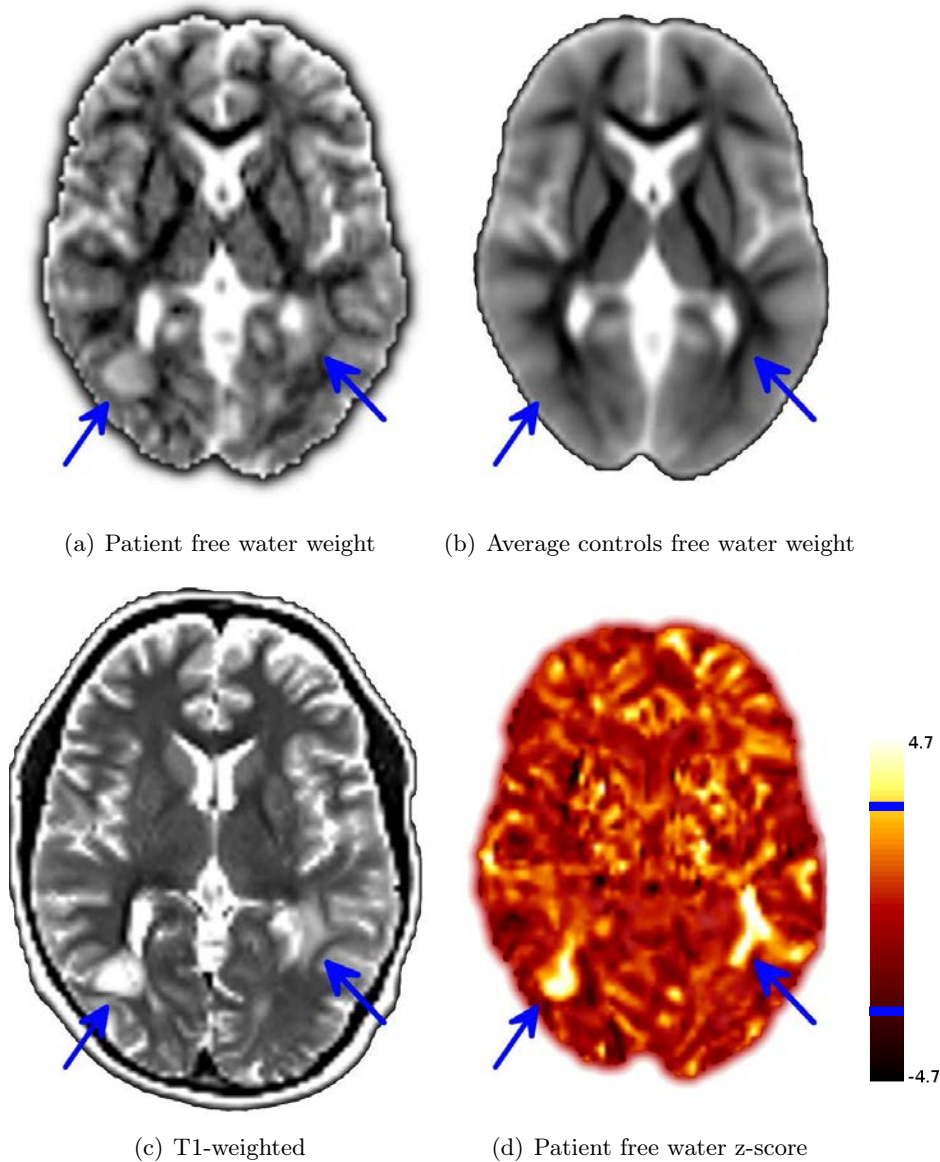 (a) Patient free water weight
(b) Average controls free water weight
4.7
-4.7
(c) T1-weighted
(d) Patient free water z-score